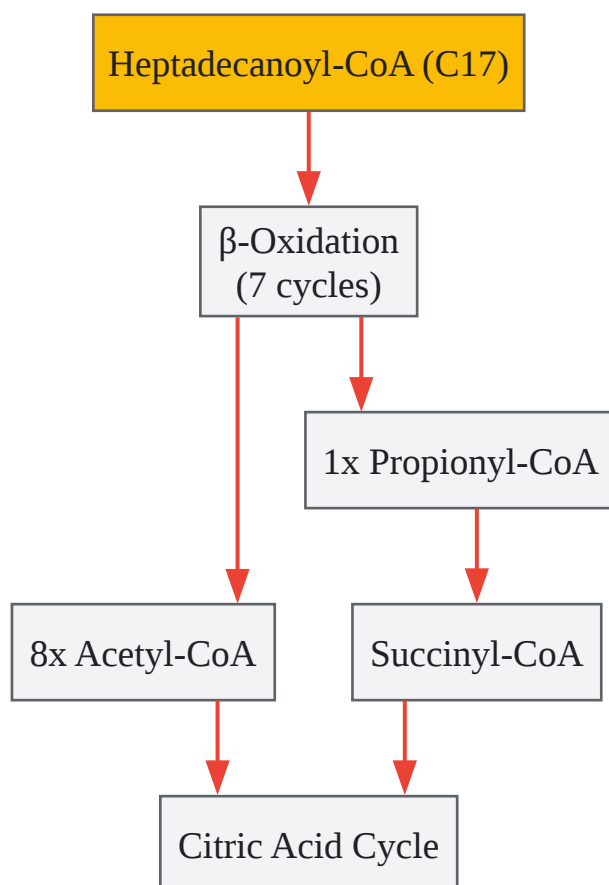 Heptadecanoyl-CoA (C17)
β-Oxidation
(7 cycles)
1x Propionyl-CoA
8x Acetyl-CoA
Succinyl-CoA
Citric Acid Cycle